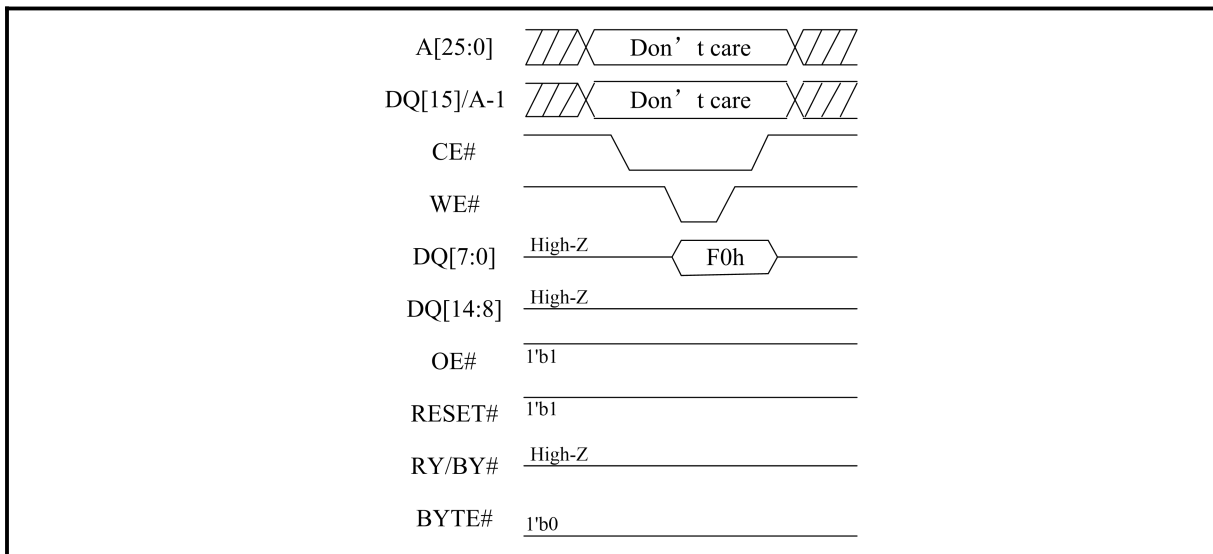 A[25:0] Don’t care
DQ[15]/A-1 Don’t care
CE#
WE#
DQ[7:0] High-Z F0h
DQ[14:8] High-Z
OE# 1'b1
RESET# 1'b1
RY/BY# High-Z
BYTE# 1'b0